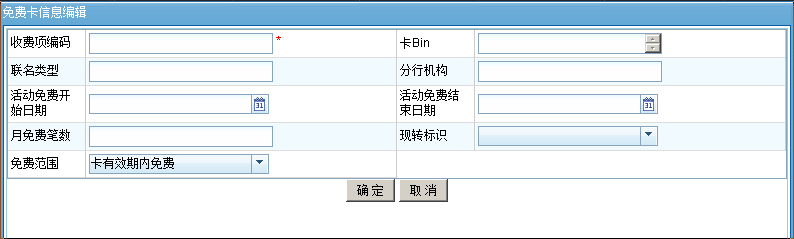 免费卡信息编辑
收费项编码 * 卡Bin
联名类型 分行机构
活动免费开
始日期 31 活动免费结
束日期 31
月免费笔数 现转标识
免费范围 卡有效期内免费
确定 取消